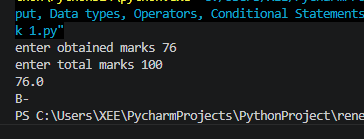 put, Data types, Operators, Conditional Statements
k 1.py"
enter obtained marks 76
enter total marks 100
76.0
B-
PS C:\Users\XEE\PycharmProjects\PythonProject\rene